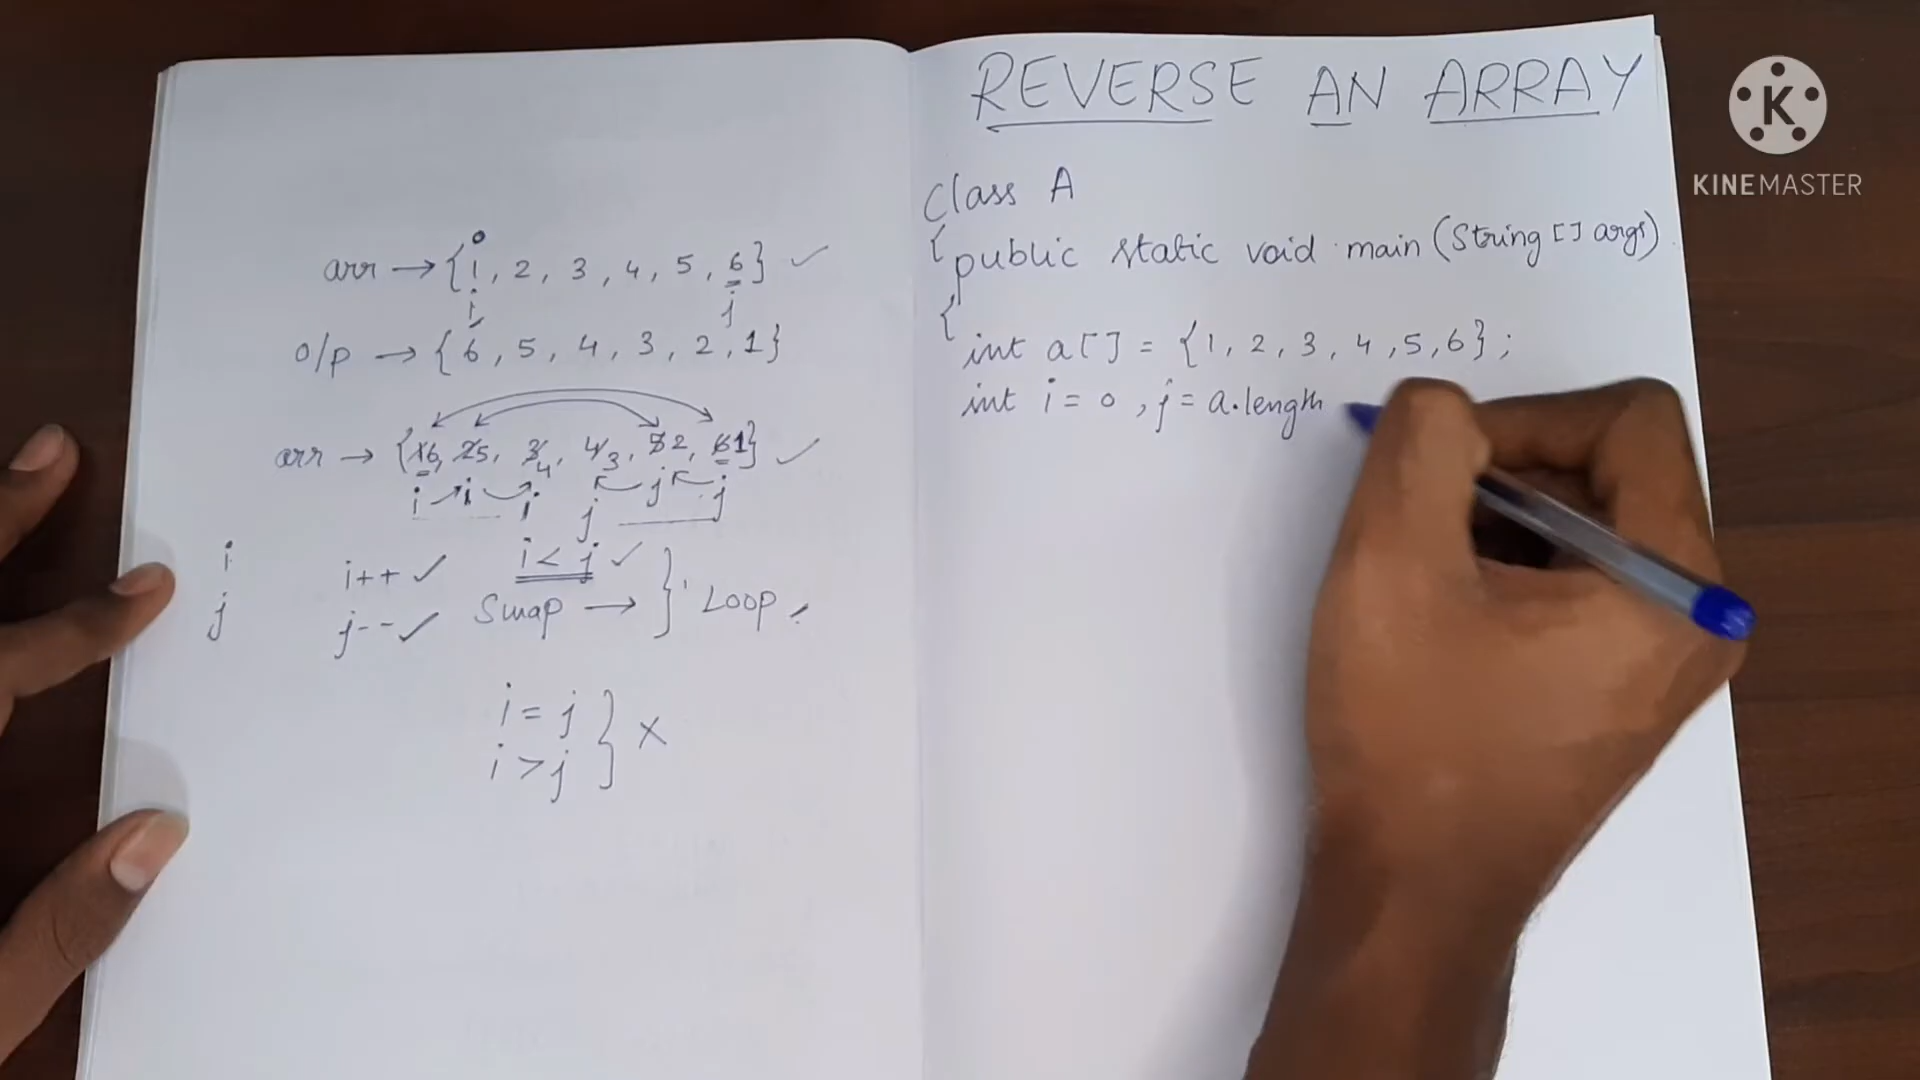 arr → {1, 2, 3, 4, 5, 6} ✓
0
i j
o/p → {6, 5, 4, 3, 2, 1}
arr → {16, 25, 34, 43, 52, 61} ✓
i i i j j j
i i++ ✓ i < j ✓
j j-- ✓ Swap → } Loop
i = j
i > j } X
REVERSE AN ARRAY
Class A
{ public static void main (String [] args)
{
int a[] = {1, 2, 3, 4, 5, 6};
int i = 0, j = a.length
K
KINEMASTER